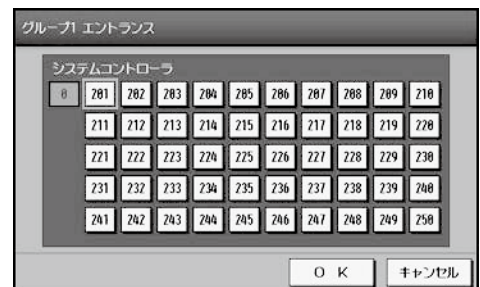 グループ1 エントランス
システムコントローラ
0 201 202 203 204 205 206 207 208 209 210
211 212 213 214 215 216 217 218 219 220
221 222 223 224 225 226 227 228 229 230
231 232 233 234 235 236 237 238 239 240
241 242 243 244 245 246 247 248 249 250
ＯＫ キャンセル